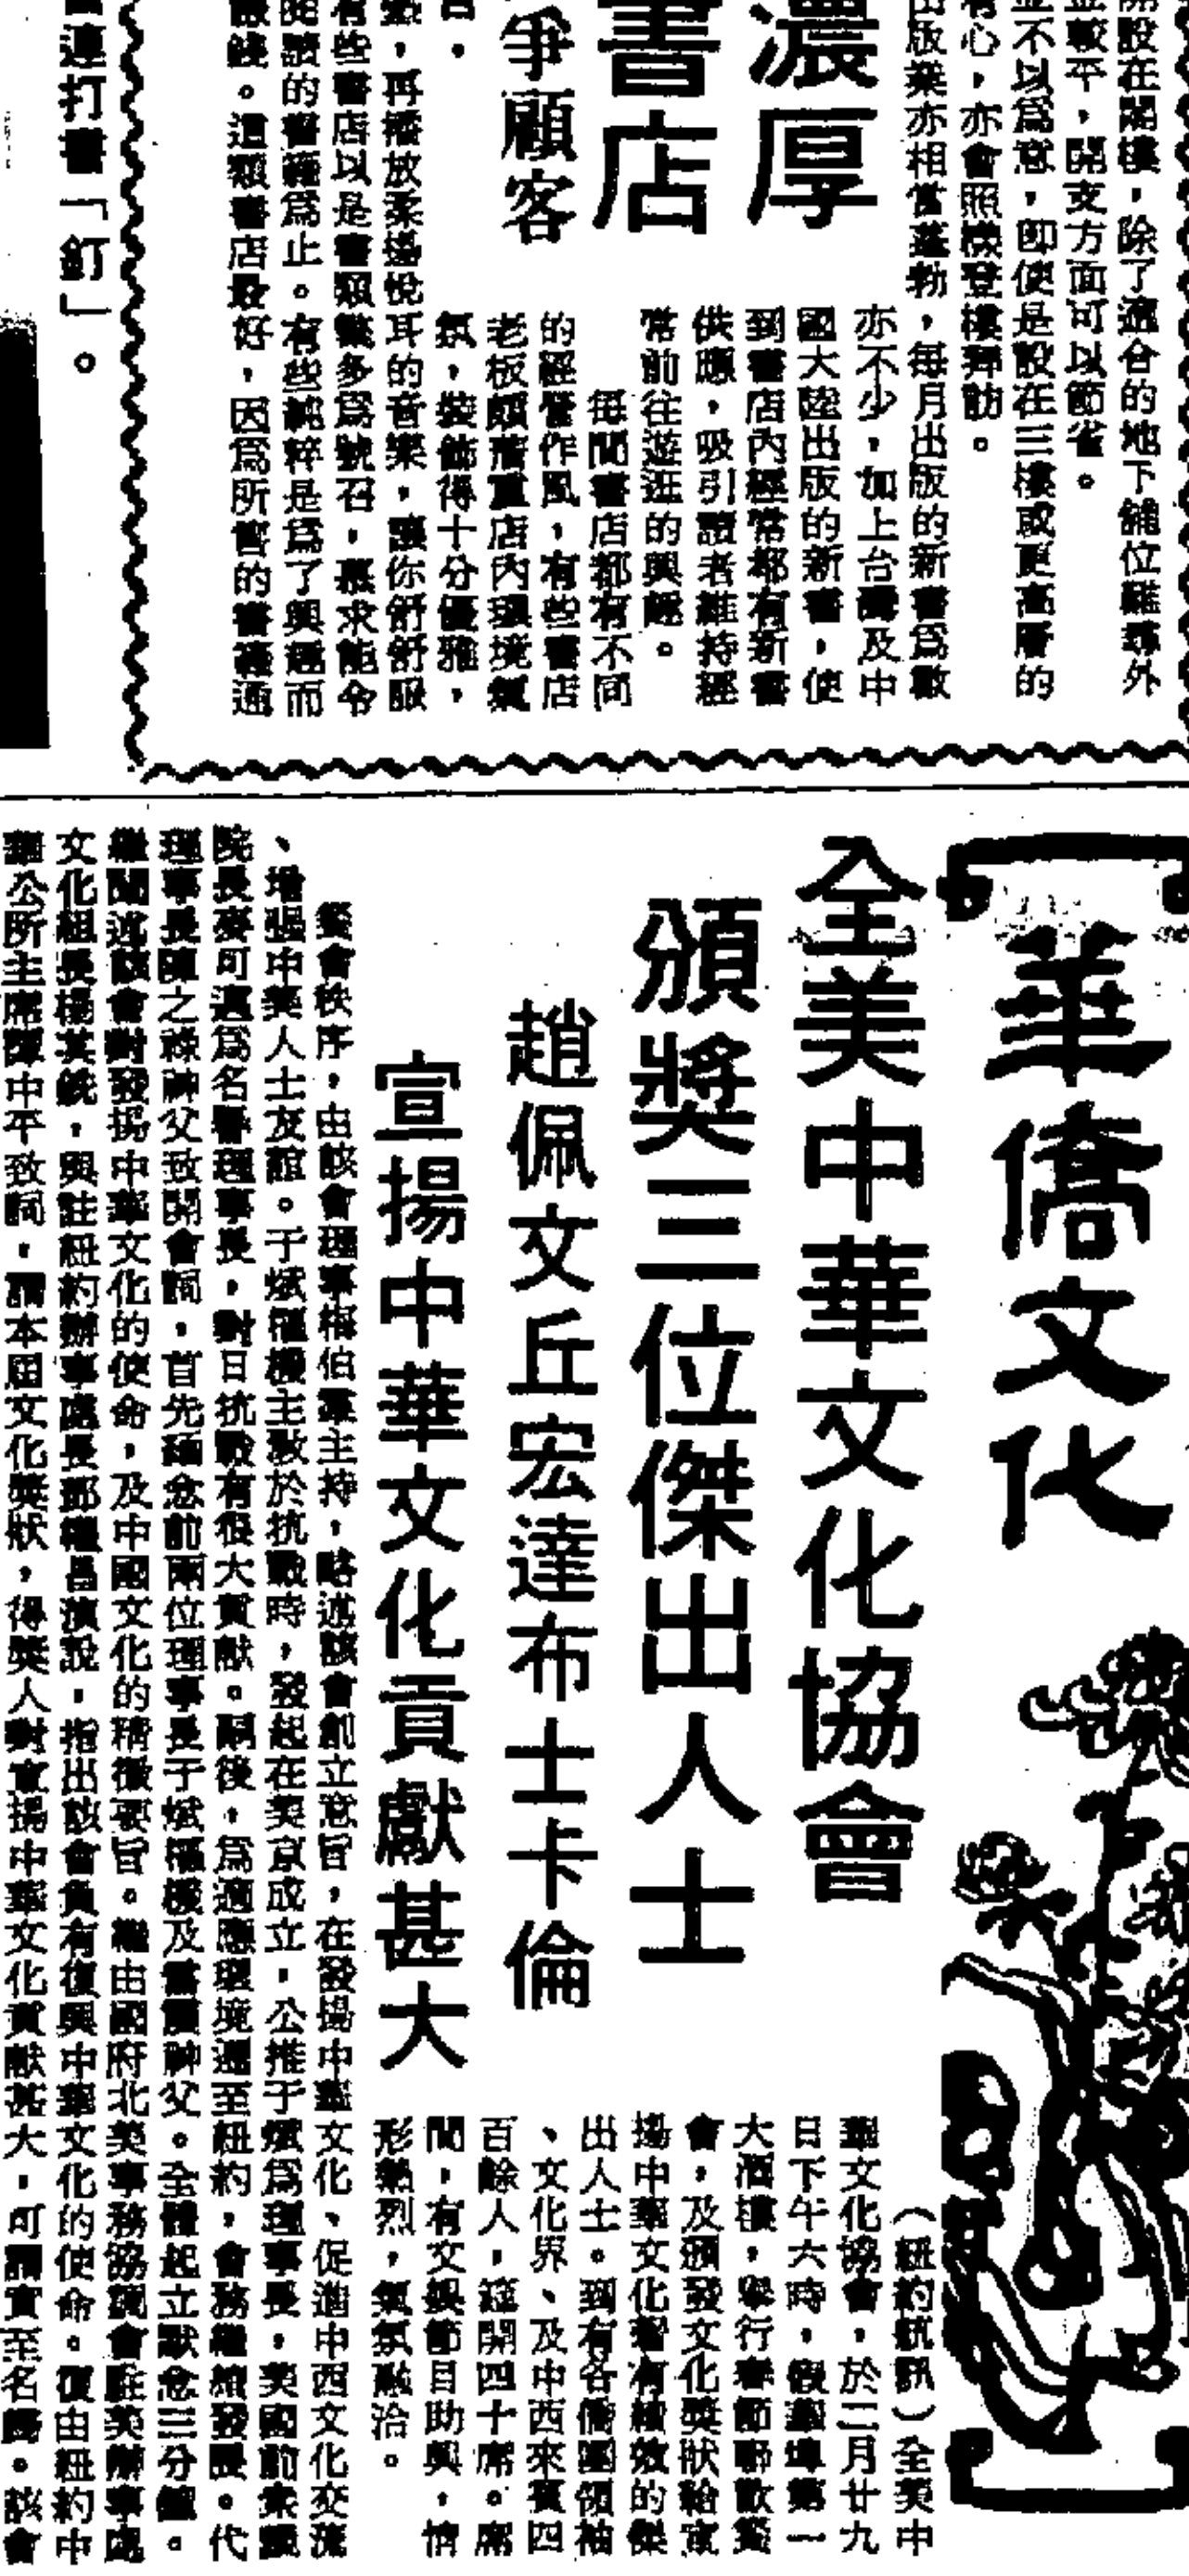 濃厚
書店
爭顧客
開設在閣樓，除了適合的地下舖位難尋外
並較平，開支方面可以節省。
並不以為意，即使是設在三樓或更高層的
有心，亦會照機登樓拜訪。
出版業亦相當蓬勃，每月出版的新書為數
亦不少，加上台灣及中
國大陸出版的新書，使
到書店內經常都有新書
供應，吸引讀者維持經
常前往遊逛的興趣。
每間書店都有不同
的經營作風，有些書店
老板頗着重店內環境氣
氛，裝飾得十分優雅，
，再播放柔揚悅耳的音樂，讓你舒舒服
有些書店以是書類繁多為號召，務求能令
選讀的書籍為止。有些純粹是為了興趣而
錢。這類書店最好，因為所售的書籍通
連打書「釘」。
華僑文化
全美中華文化協會
頒獎三位傑出人士
趙佩文丘宏達布士卡倫
宣揚中華文化貢獻甚大
（紐約航訊）全美中
華文化協會，於二月廿九
日下午六時，假華埠第一
大酒樓，舉行春節聯歡餐
會，及頒發文化獎狀給宣
揚中華文化著有績效的傑
出人士。到有各僑團領袖
、文化界、及中西來賓四
百餘人，筵開四十席。席
間，有文娛節目助興，情
形熱烈，氣氛融洽。
餐會秩序，由該會理事梅伯羣主持，略述該會創立意旨，在發揚中華文化、促進中西文化交流
、增強中美人士友誼。于斌樞機主教於抗戰時，發起在美京成立，公推于斌為理事長，美國前眾議
院長麥可邁為名譽理事長，對日抗戰有很大貢獻。嗣後，為適應環境遷至紐約，會務繼續發展。代
理事長陳之祿神父致開會詞，首先緬念前兩位理事長于斌樞機及神父。全體起立默念三分鐘。
繼闡述該會對發揚中華文化的使命，及中國文化的精微要旨。繼由國府北美事務協調會駐美辦事處
文化組長楊其銑，與駐紐約辦事處長鄧權昌演說，指出該會負有復興中華文化的使命。復由紐約中
華公所主席譚中平致詞，謂本屆文化獎狀，得獎人對宣揚中華文化貢獻甚大，可謂實至名歸。該會